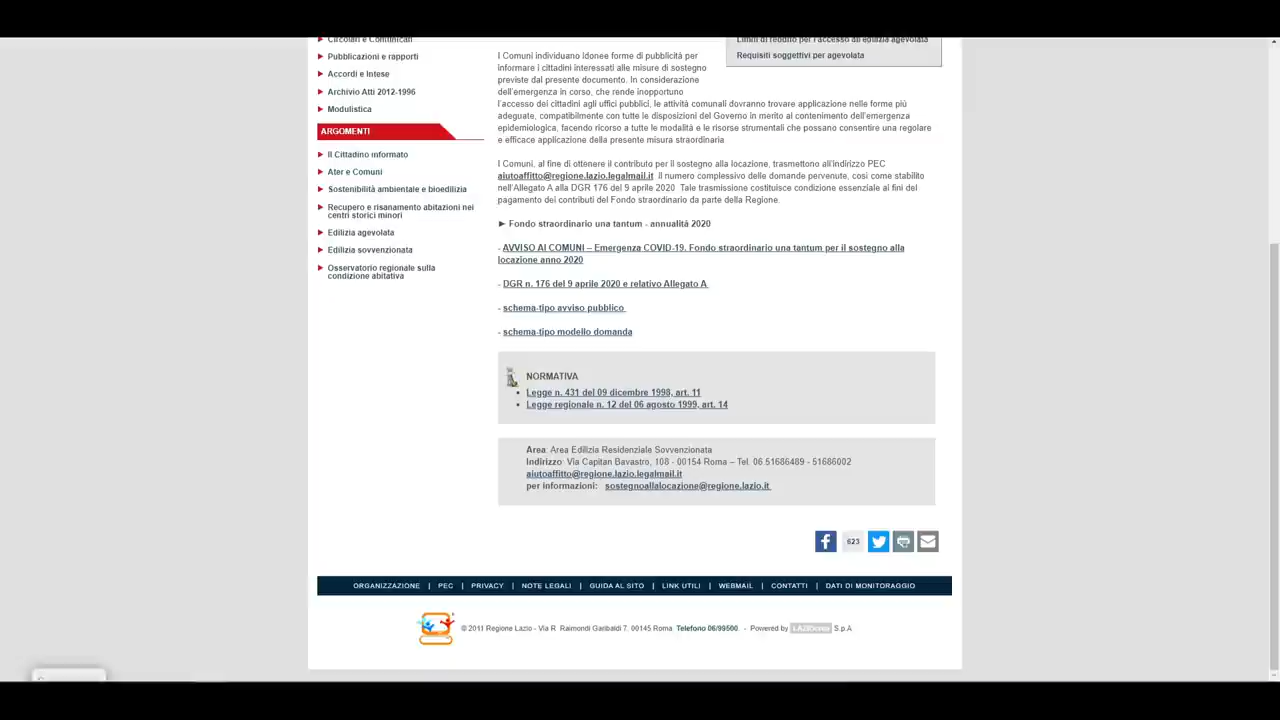 Circolari e Comunicati
Pubblicazioni e rapporti
Accordi e Intese
Archivio Atti 2012-1996
Modulistica
ARGOMENTI
Il Cittadino informato
Ater e Comuni
Sostenibilità ambientale e bioedilizia
Recupero e risanamento abitazioni nei
centri storici minori
Edilizia agevolata
Edilizia sovvenzionata
Osservatorio regionale sulla
condizione abitativa
Limiti di reddito per l'accesso all'edilizia agevolata
Requisiti soggettivi per agevolata
I Comuni individuano idonee forme di pubblicità per
informare i cittadini interessati alle misure di sostegno
previste dal presente documento. In considerazione
dell'emergenza in corso, che rende inopportuno
l'accesso dei cittadini agli uffici pubblici, le attività comunali dovranno trovare applicazione nelle forme più
adeguate, compatibilmente con tutte le disposizioni del Governo in merito al contenimento dell'emergenza
epidemiologica, facendo ricorso a tutte le modalità e le risorse strumentali che possano consentire una regolare
e efficace applicazione della presente misura straordinaria
I Comuni, al fine di ottenere il contributo per il sostegno alla locazione, trasmettono all'indirizzo PEC
aiutoaffitto@regione.lazio.legalmail.it il numero complessivo delle domande pervenute, così come stabilito
nell'Allegato A alla DGR 176 del 9 aprile 2020 Tale trasmissione costituisce condizione essenziale ai fini del
pagamento dei contributi del Fondo straordinario da parte della Regione.
► Fondo straordinario una tantum - annualità 2020
- AVVISO AI COMUNI – Emergenza COVID-19. Fondo straordinario una tantum per il sostegno alla
locazione anno 2020
- DGR n. 176 del 9 aprile 2020 e relativo Allegato A
- schema-tipo avviso pubblico
- schema-tipo modello domanda
NORMATIVA
• Legge n. 431 del 09 dicembre 1998, art. 11
• Legge regionale n. 12 del 06 agosto 1999, art. 14
Area: Area Edilizia Residenziale Sovvenzionata
Indirizzo: Via Capitan Bavastro, 108 - 00154 Roma – Tel. 06 51686489 - 51686002
aiutoaffitto@regione.lazio.legalmail.it
per informazioni: sostegnoallalocazione@regione.lazio.it
623
ORGANIZZAZIONE | PEC | PRIVACY | NOTE LEGALI | GUIDA AL SITO | LINK UTILI | WEBMAIL | CONTATTI | DATI DI MONITORAGGIO
© 2011 Regione Lazio - Via R. Raimondi Garibaldi 7. 00145 Roma Telefono 06/99500. - Powered by LAZIOcrea S.p.A